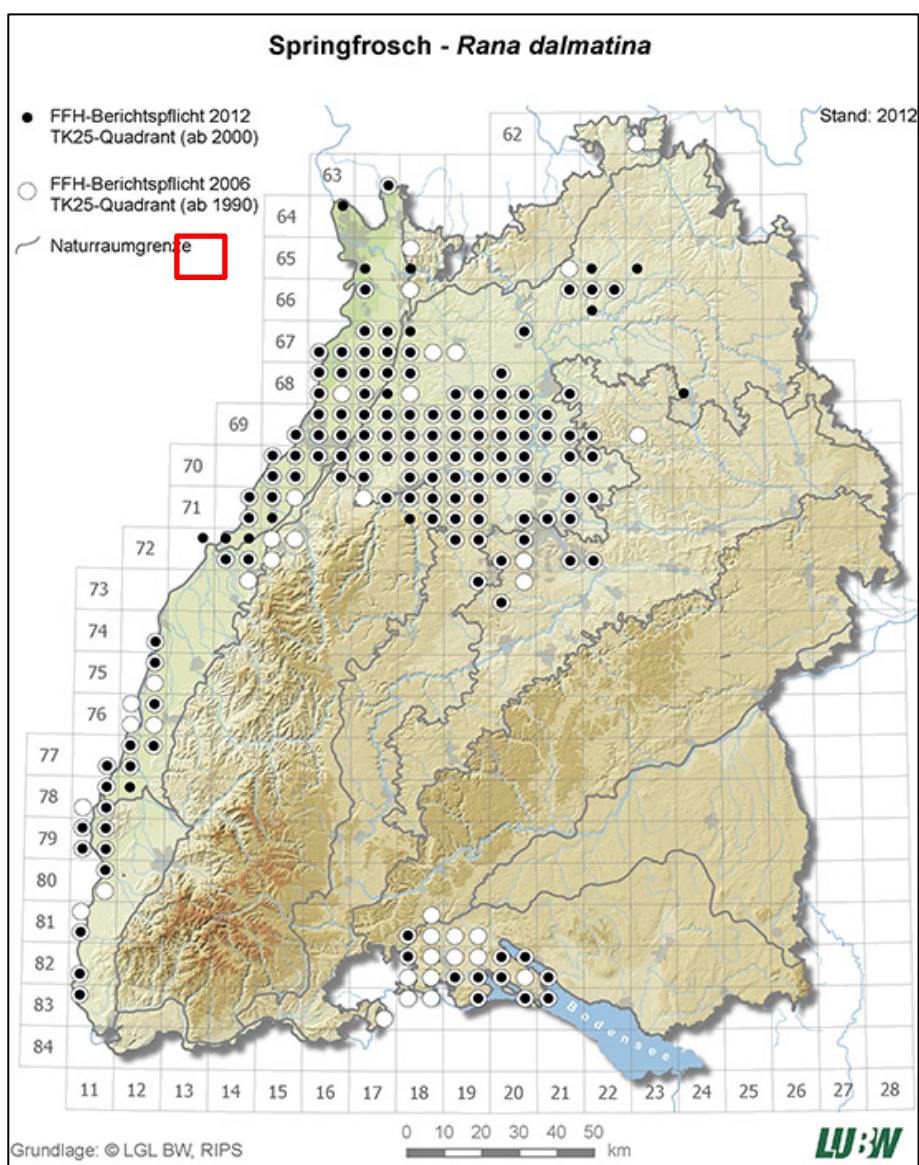 Springfrosch - Rana dalmatina
FFH-Berichtspflicht 2012
TK25-Quadrant (ab 2000)
Stand: 2012
FFH-Berichtspflicht 2006
TK25-Quadrant (ab 1990)
Naturraumgrenze
62
63
64
65
66
67
68
69
70
71
72
73
74
75
76
77
78
79
80
81
82
83
84
Bodensee
11 12 13 14 15 16 17 18 19 20 21 22 23 24 25 26 27 28
0 10 20 30 40 50
km
Grundlage: © LGL BW, RIPS
LUBW